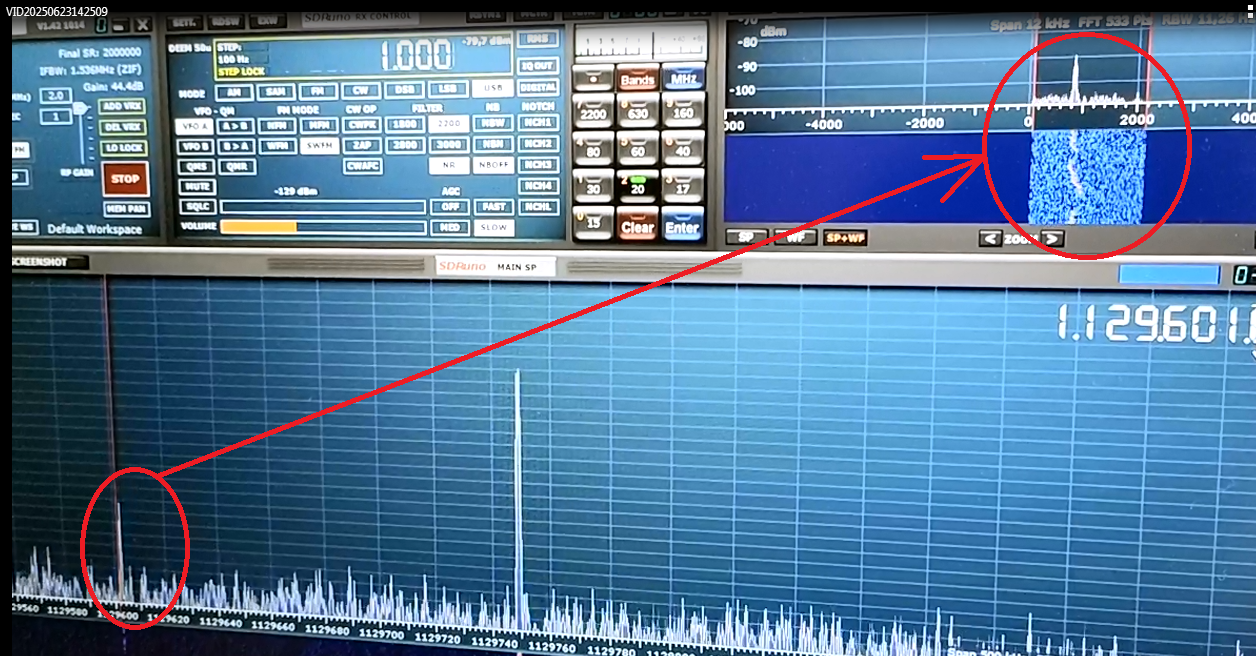 VID20250623142509
V1.42 1014
SETT.
RDSW
EXW
SDRuno RX CONTROL
Final SR: 2000000
IFBW: 1.536MHz (ZIF)
Gain: 44.4dB
2.0
1
ADD VRX
DEL VRX
LO LOCK
RF GAIN
STOP
MEM PAN
Default Workspace
DEEM 50u
STEP:
100 Hz
STEP LOCK
1.000
-79,7 dBm
RMS
IQ OUT
MODE
AM
SAM
FM
CW
DSB
LSB
USB
DIGITAL
VFO - QM
FM MODE
CW OP
FILTER
NB
NOTCH
VFO A
A > B
NFM
MFM
CWPK
1800
2200
NBW
NCH1
VFO B
B > A
WFM
SWFM
ZAP
2800
3000
NBN
NCH2
QMS
QMR
CWAFC
NR
NBOFF
NCH3
MUTE
-129 dBm
AGC
NCH4
SQLC
OFF
FAST
NCHL
VOLUME
MED
SLOW
Bands
MHz
2200
630
160
80
60
40
30
2
20
17
0
15
Clear
Enter
Span 12 kHz FFT 533 Pts RBW 11,26 H
-70
dBm
-80
-90
-100
-4000
-2000
0
2000
SP
WF
SP+WF
<
ZOOM
>
SCREENSHOT
SDRuno MAIN SP
1.129.601.
1129580
1129620
1129640
1129660
1129680
1129700
1129720
1129740
1129760
1129780